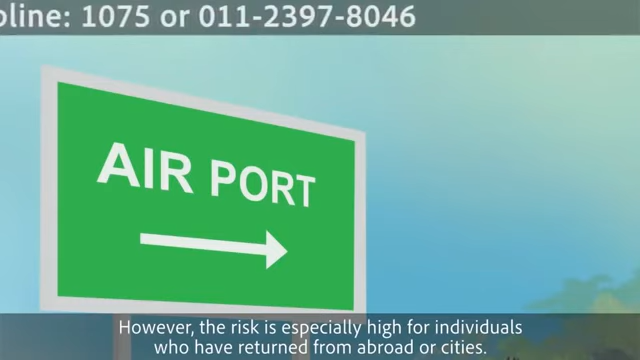 pline: 1075 or 011-2397-8046
AIR PORT
However, the risk is especially high for individuals
who have returned from abroad or cities.